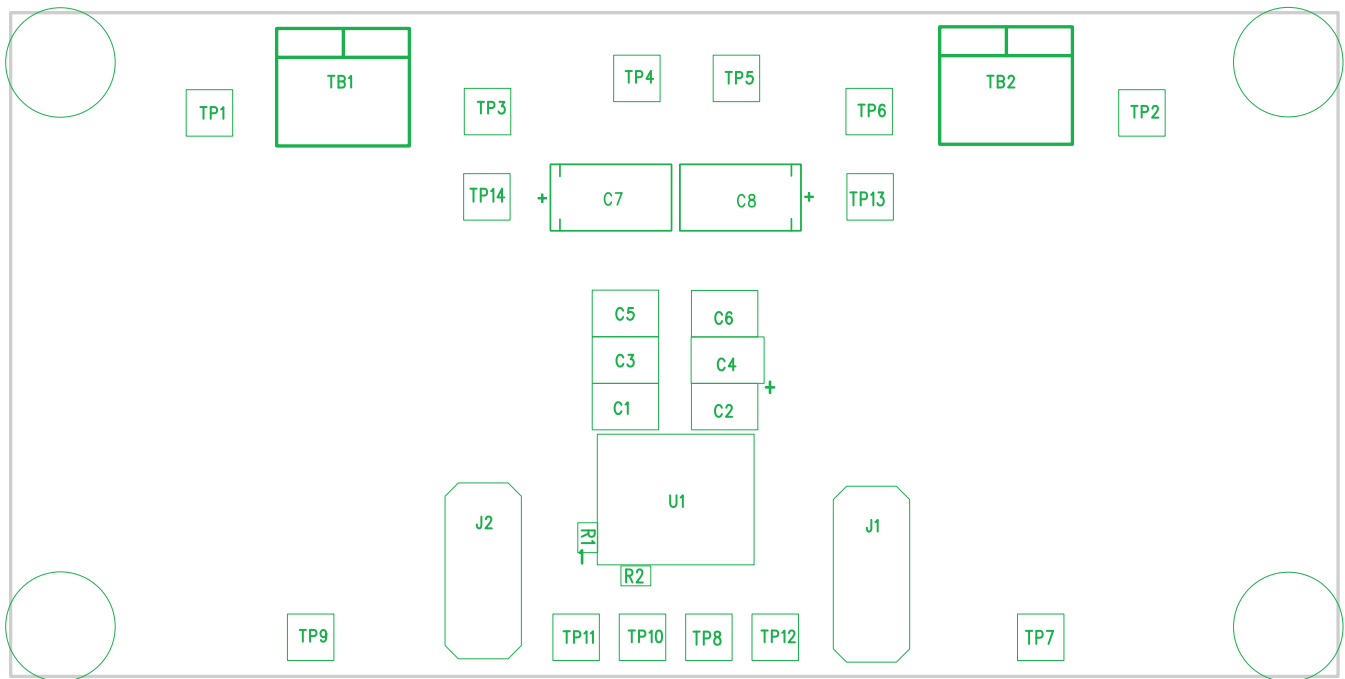 TB1
TB2
TP4
TP5
TP1
TP3
TP6
TP2
TP14
+
C7
C8
+
TP13
C5
C6
C3
C4
+
C1
C2
U1
J2
J1
R1
1
R2
TP9
TP11
TP10
TP8
TP12
TP7